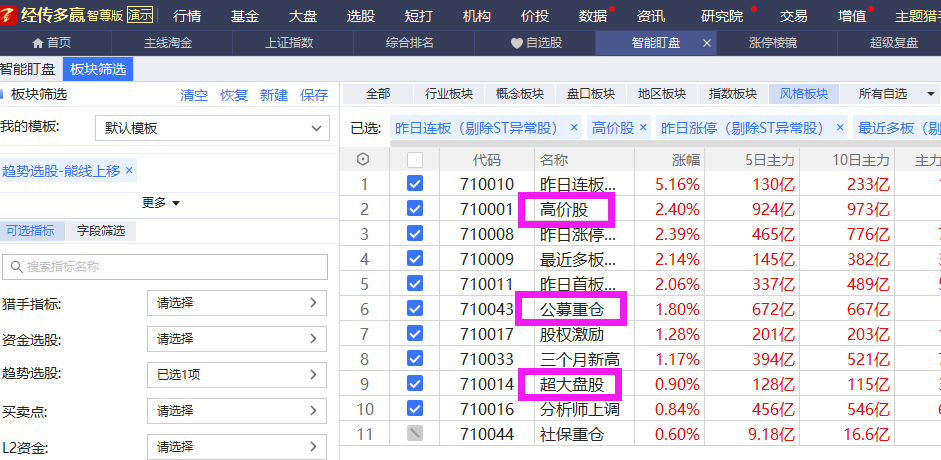 经传多赢 智尊版 演示 行情 基金 大盘 选股 短打 机构 价投 数据 资讯 研究院 交易 增值 主题猎手
首页 主线淘金 上证指数 综合排名 自选股 智能盯盘 × 涨停棱镜 超级复盘
智能盯盘 板块筛选
板块筛选 清空 恢复 新建 保存
我的模板: 默认模板
趋势选股-熊线上移 ×
更多
可选指标 字段筛选
搜索指标名称
猎手指标: 请选择
资金选股: 请选择
趋势选股: 已选1项
买卖点: 请选择
L2资金: 请选择
全部 行业板块 概念板块 盘口板块 地区板块 指数板块 风格板块 所有自选
已选: 昨日连板（剔除ST异常股） × 高价股 × 昨日涨停（剔除ST异常股） × 最近多板（剔
代码 名称 涨幅 5日主力 10日主力 主力
1 710010 昨日连板... 5.16% 130亿 233亿
2 710001 高价股 2.40% 924亿 973亿
3 710008 昨日涨停... 2.39% 465亿 776亿
4 710009 最近多板... 2.14% 145亿 382亿
5 710011 昨日首板... 2.06% 337亿 489亿
6 710043 公募重仓 1.80% 672亿 667亿
7 710017 股权激励 1.28% 201亿 203亿
8 710033 三个月新高 1.17% 394亿 521亿
9 710014 超大盘股 0.90% 128亿 115亿
10 710016 分析师上调 0.84% 456亿 546亿
11 710044 社保重仓 0.60% 9.18亿 16.6亿